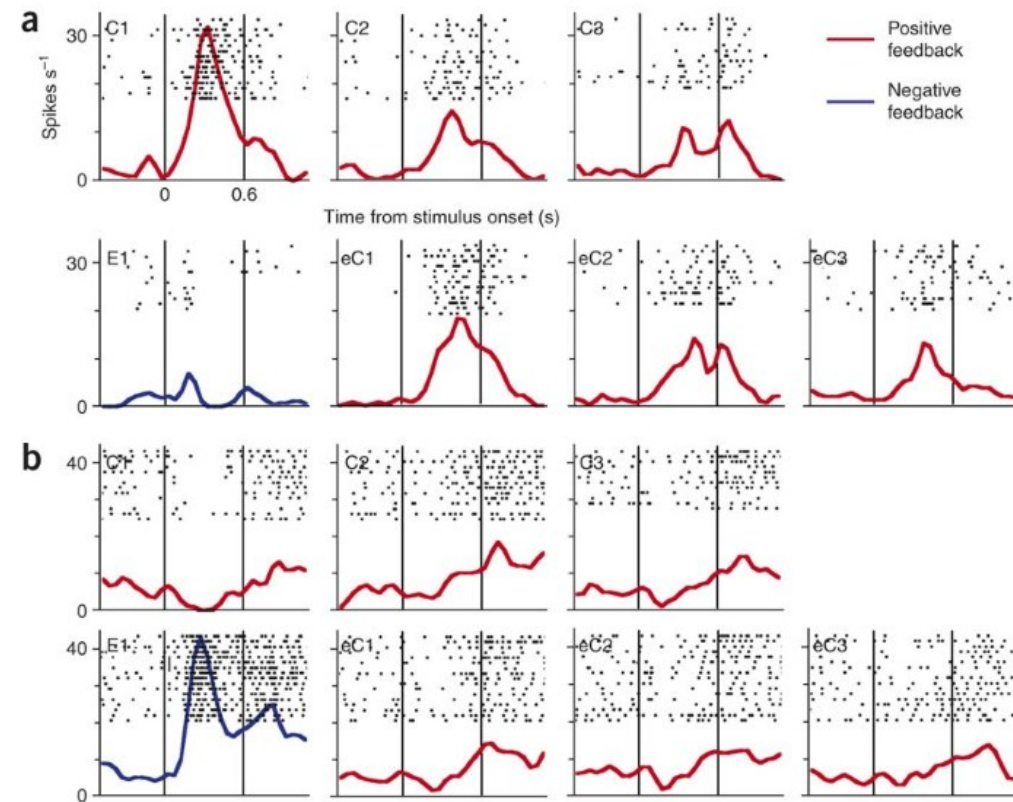 a
Spikes s⁻¹
30
0
C1
C2
C3
Positive
feedback
Negative
feedback
0
0.6
Time from stimulus onset (s)
30
0
E1
eC1
eC2
eC3
b
40
0
C1
C2
C3
40
0
E1
eC1
eC2
eC3